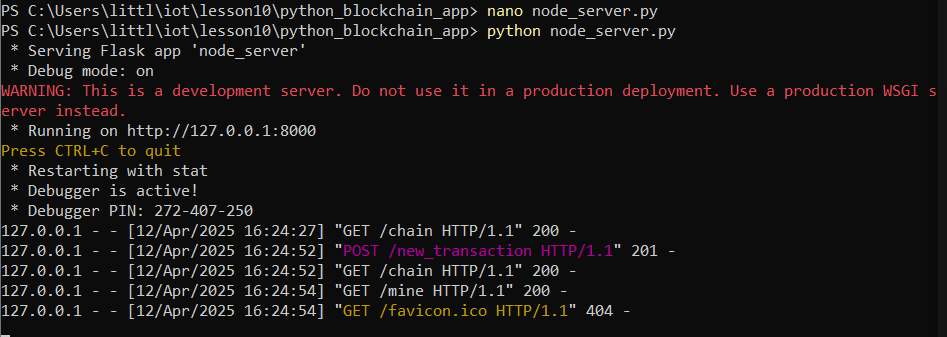 PS C:\Users\littl\iot\lesson10\python_blockchain_app> nano node_server.py
PS C:\Users\littl\iot\lesson10\python_blockchain_app> python node_server.py
 * Serving Flask app 'node_server'
 * Debug mode: on
WARNING: This is a development server. Do not use it in a production deployment. Use a production WSGI s
erver instead.
 * Running on http://127.0.0.1:8000
Press CTRL+C to quit
 * Restarting with stat
 * Debugger is active!
 * Debugger PIN: 272-407-250
127.0.0.1 - - [12/Apr/2025 16:24:27] "GET /chain HTTP/1.1" 200 -
127.0.0.1 - - [12/Apr/2025 16:24:52] "POST /new_transaction HTTP/1.1" 201 -
127.0.0.1 - - [12/Apr/2025 16:24:52] "GET /chain HTTP/1.1" 200 -
127.0.0.1 - - [12/Apr/2025 16:24:54] "GET /mine HTTP/1.1" 200 -
127.0.0.1 - - [12/Apr/2025 16:24:54] "GET /favicon.ico HTTP/1.1" 404 -